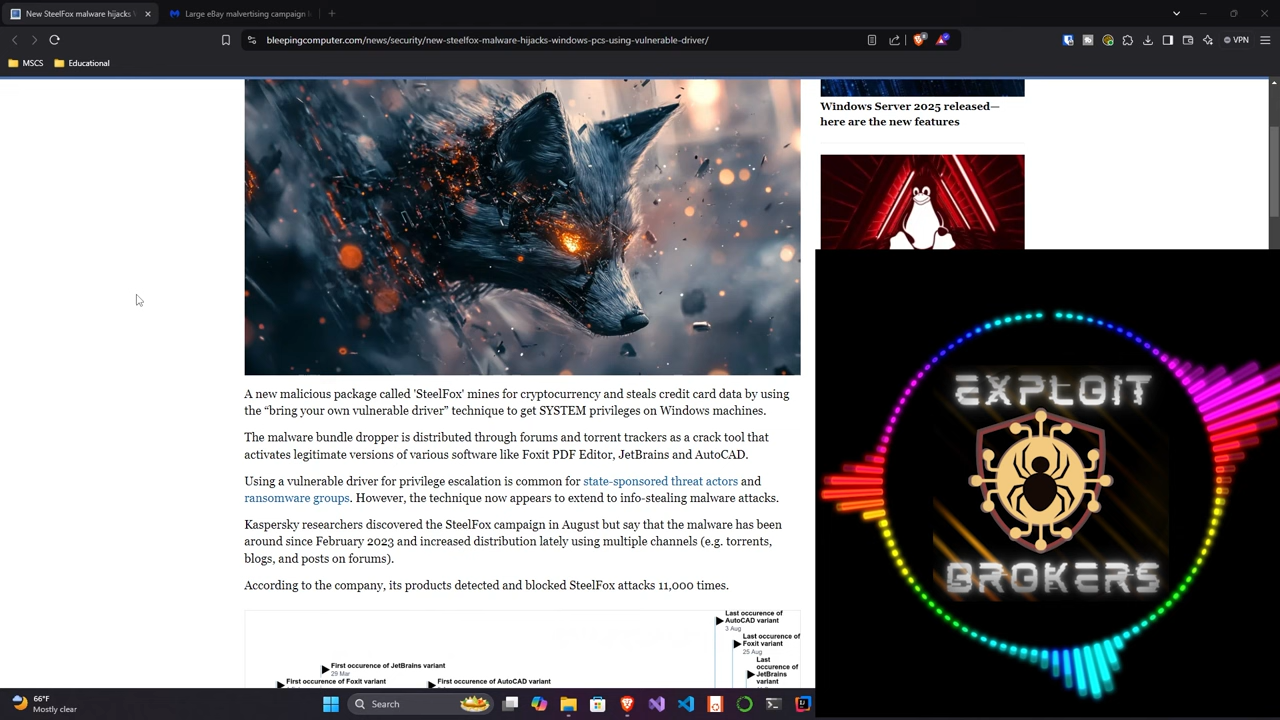 New SteelFox malware hijacks
Large eBay malvertising campaign
bleepingcomputer.com/news/security/new-steelfox-malware-hijacks-windows-pcs-using-vulnerable-driver/
VPN
MSCS
Educational
Windows Server 2025 released—
here are the new features
A new malicious package called 'SteelFox' mines for cryptocurrency and steals credit card data by using
the “bring your own vulnerable driver” technique to get SYSTEM privileges on Windows machines.
The malware bundle dropper is distributed through forums and torrent trackers as a crack tool that
activates legitimate versions of various software like Foxit PDF Editor, JetBrains and AutoCAD.
Using a vulnerable driver for privilege escalation is common for state-sponsored threat actors and
ransomware groups. However, the technique now appears to extend to info-stealing malware attacks.
Kaspersky researchers discovered the SteelFox campaign in August but say that the malware has been
around since February 2023 and increased distribution lately using multiple channels (e.g. torrents,
blogs, and posts on forums).
According to the company, its products detected and blocked SteelFox attacks 11,000 times.
Last occurence of
AutoCAD variant
3 Aug
Last occurence of
Foxit variant
25 Aug
Last
occurence of
JetBrains
variant
First occurence of JetBrains variant
29 Mar
First occurence of Foxit variant
First occurence of AutoCAD variant
EXPLOIT
BROKERS
66°F
Mostly clear
Search